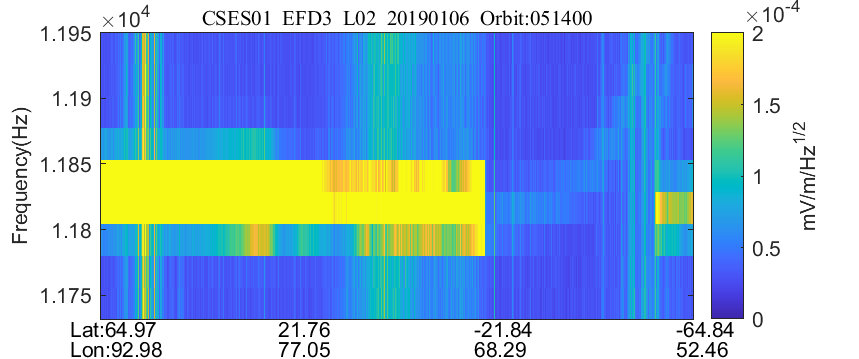 ×10⁴ CSES01 EFD3 L02 20190106 Orbit:051400 ×10⁻⁴
1.195
1.19
1.185
1.18
1.175
Frequency(Hz)
2
1.5
1
0.5
0
mV/m/Hz^1/2
Lat:64.97 21.76 -21.84 -64.84
Lon:92.98 77.05 68.29 52.46